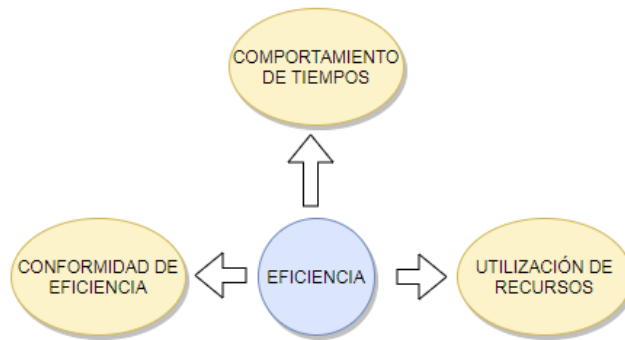 COMPORTAMIENTO
DE TIEMPOS
CONFORMIDAD DE
EFICIENCIA
EFICIENCIA
UTILIZACIÓN DE
RECURSOS